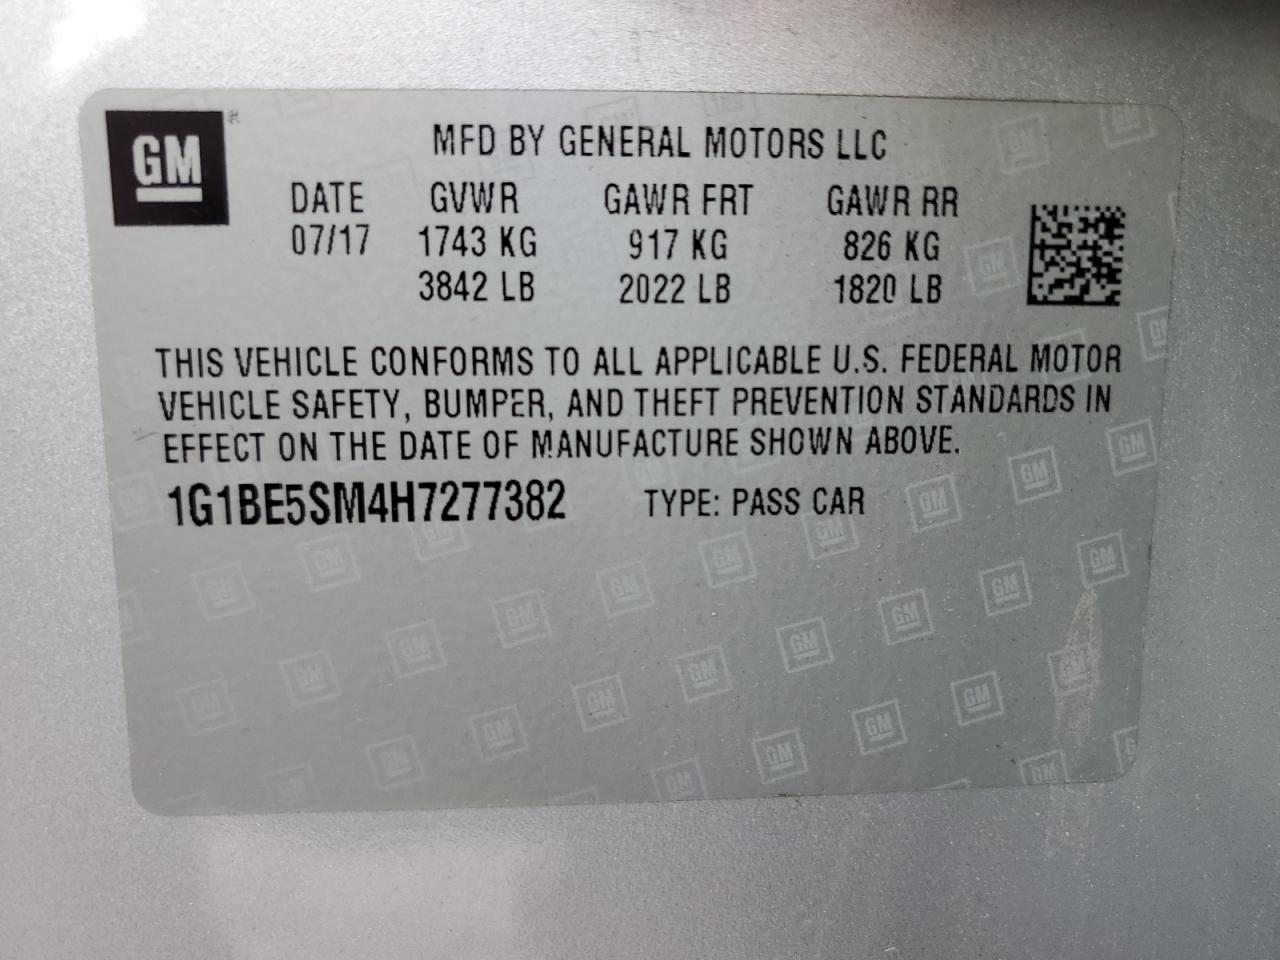 GM ®
MFD BY GENERAL MOTORS LLC
DATE GVWR GAWR FRT GAWR RR
07/17 1743 KG 917 KG 826 KG
3842 LB 2022 LB 1820 LB
THIS VEHICLE CONFORMS TO ALL APPLICABLE U.S. FEDERAL MOTOR
VEHICLE SAFETY, BUMPER, AND THEFT PREVENTION STANDARDS IN
EFFECT ON THE DATE OF MANUFACTURE SHOWN ABOVE.
1G1BE5SM4H7277382 TYPE: PASS CAR